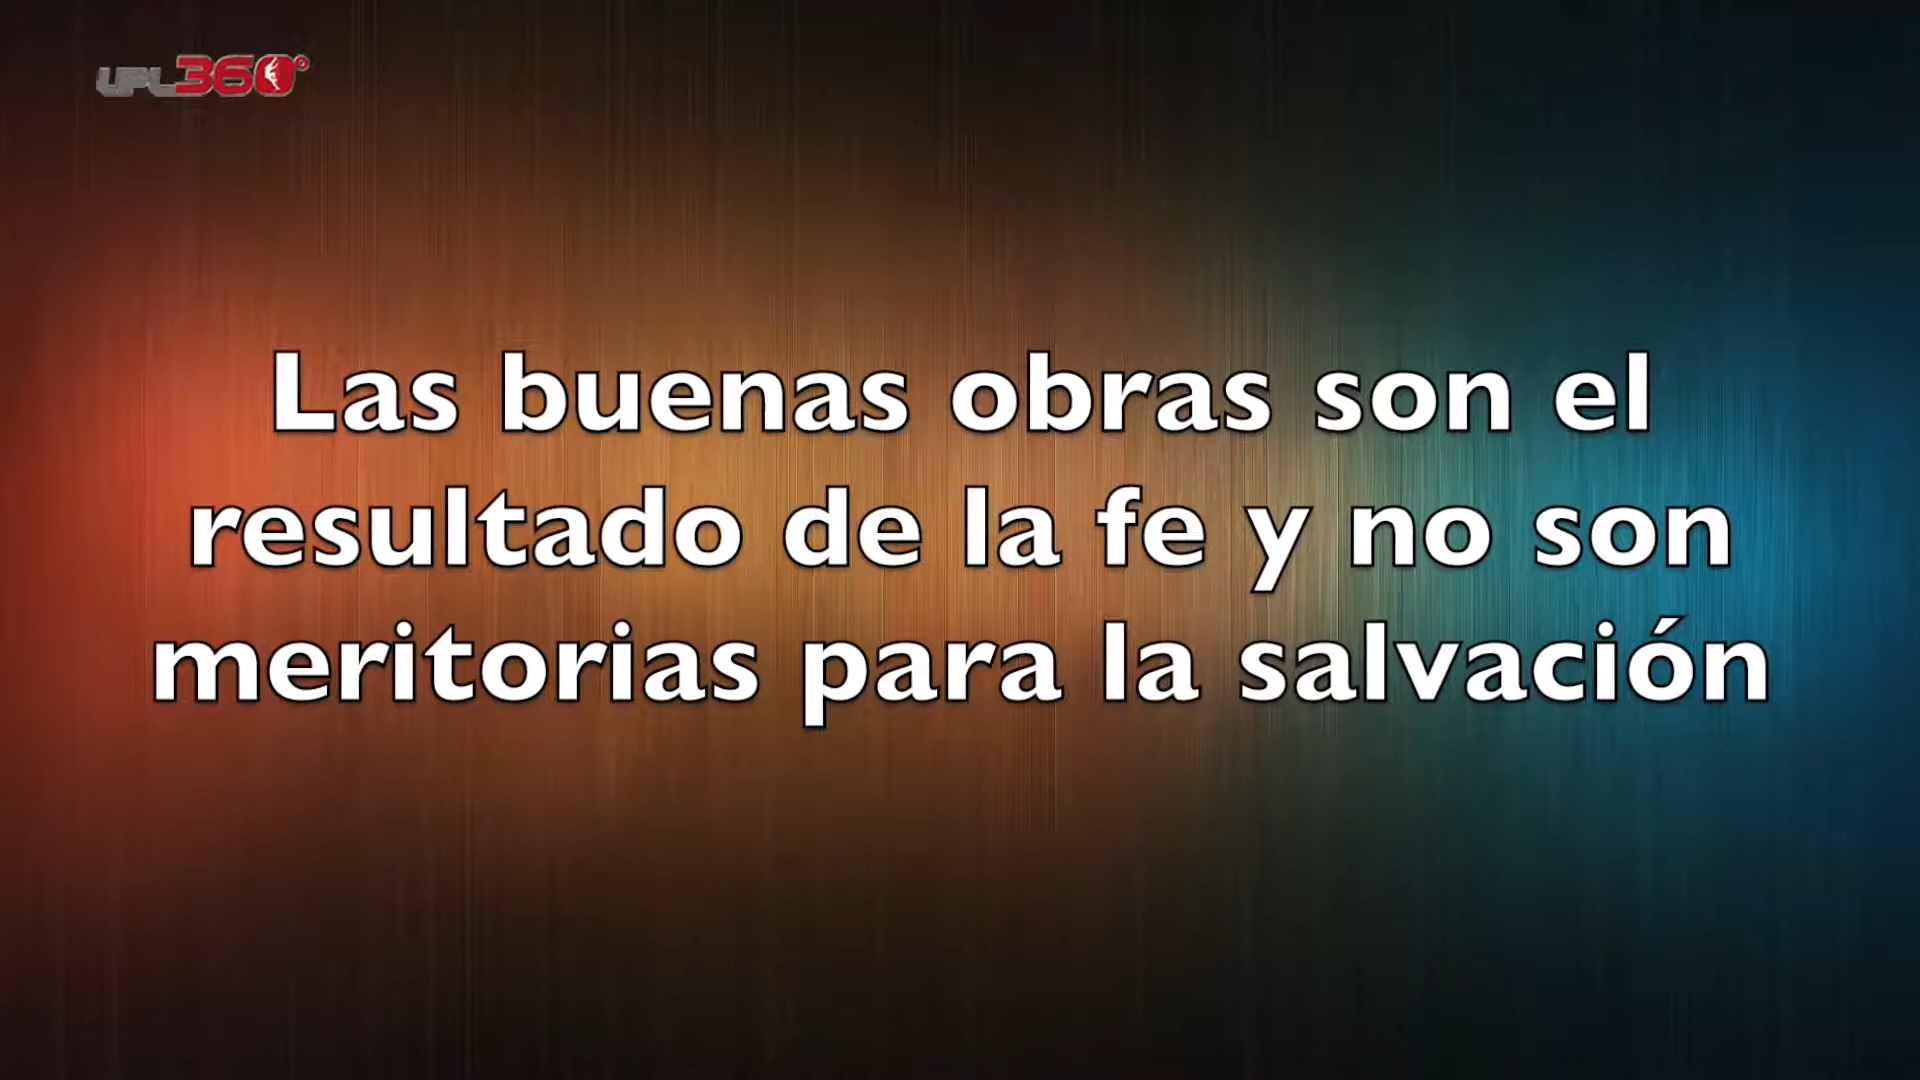 UPL360°
Las buenas obras son el
resultado de la fe y no son
meritorias para la salvación